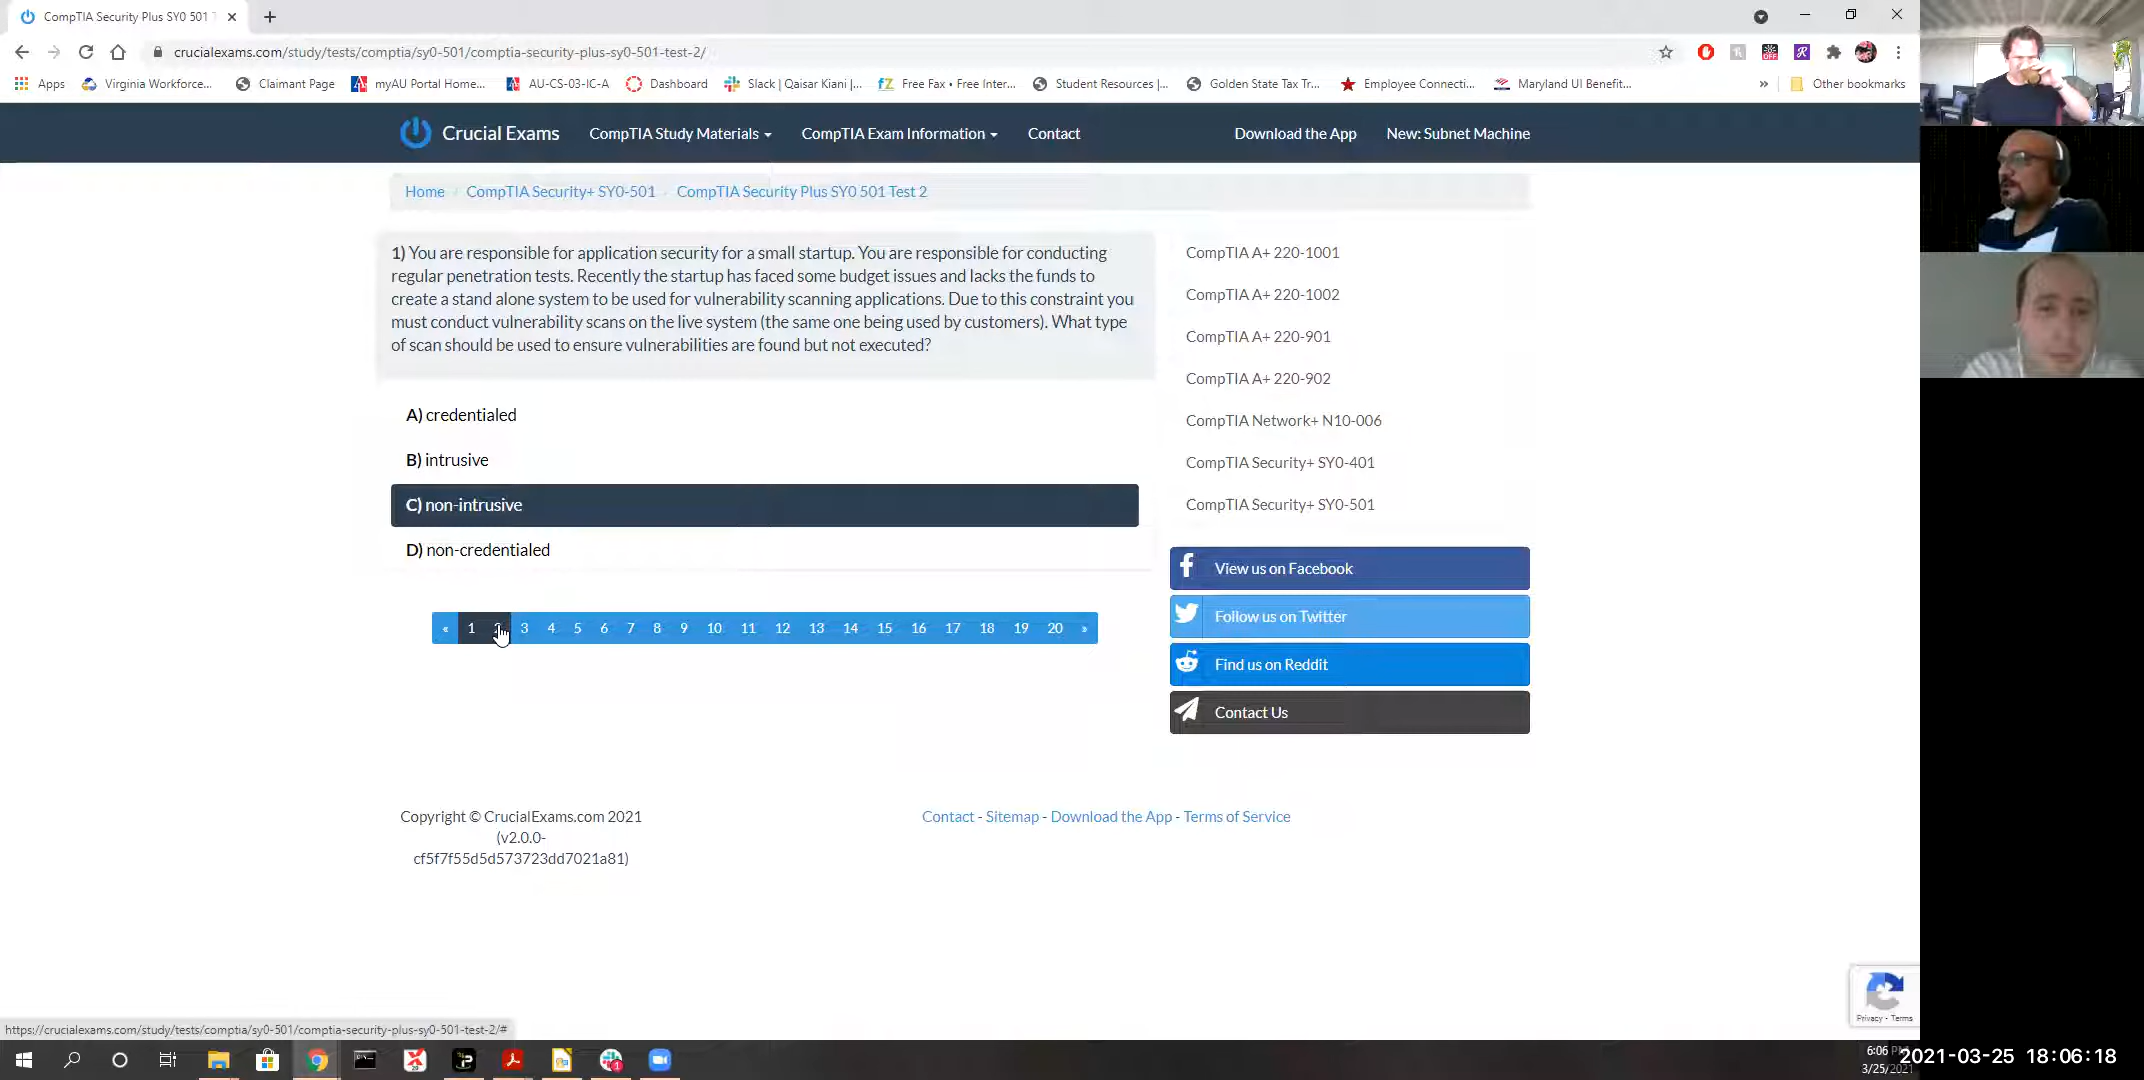 CompTIA Security Plus SY0 501 T
crucialexams.com/study/tests/comptia/sy0-501/comptia-security-plus-sy0-501-test-2/
Apps
Virginia Workforce...
Claimant Page
myAU Portal Home...
AU-CS-03-IC-A
Dashboard
Slack | Qaisar Kiani |...
Free Fax • Free Inter...
Student Resources |...
Golden State Tax Tr...
Employee Connecti...
Maryland UI Benefit...
»
Other bookmarks
Crucial Exams
CompTIA Study Materials
CompTIA Exam Information
Contact
Download the App
New: Subnet Machine
Home / CompTIA Security+ SY0-501 / CompTIA Security Plus SY0 501 Test 2
1) You are responsible for application security for a small startup. You are responsible for conducting
regular penetration tests. Recently the startup has faced some budget issues and lacks the funds to
create a stand alone system to be used for vulnerability scanning applications. Due to this constraint you
must conduct vulnerability scans on the live system (the same one being used by customers). What type
of scan should be used to ensure vulnerabilities are found but not executed?
A) credentialed
B) intrusive
C) non-intrusive
D) non-credentialed
« 1 2 3 4 5 6 7 8 9 10 11 12 13 14 15 16 17 18 19 20 »
CompTIA A+ 220-1001
CompTIA A+ 220-1002
CompTIA A+ 220-901
CompTIA A+ 220-902
CompTIA Network+ N10-006
CompTIA Security+ SY0-401
CompTIA Security+ SY0-501
View us on Facebook
Follow us on Twitter
Find us on Reddit
Contact Us
Copyright © CrucialExams.com 2021
(v2.0.0-
cf5f7f55d5d573723dd7021a81)
Contact - Sitemap - Download the App - Terms of Service
Privacy - Terms
https://crucialexams.com/study/tests/comptia/sy0-501/comptia-security-plus-sy0-501-test-2/#
6:06 PM
3/25/2021
2021-03-25 18:06:18